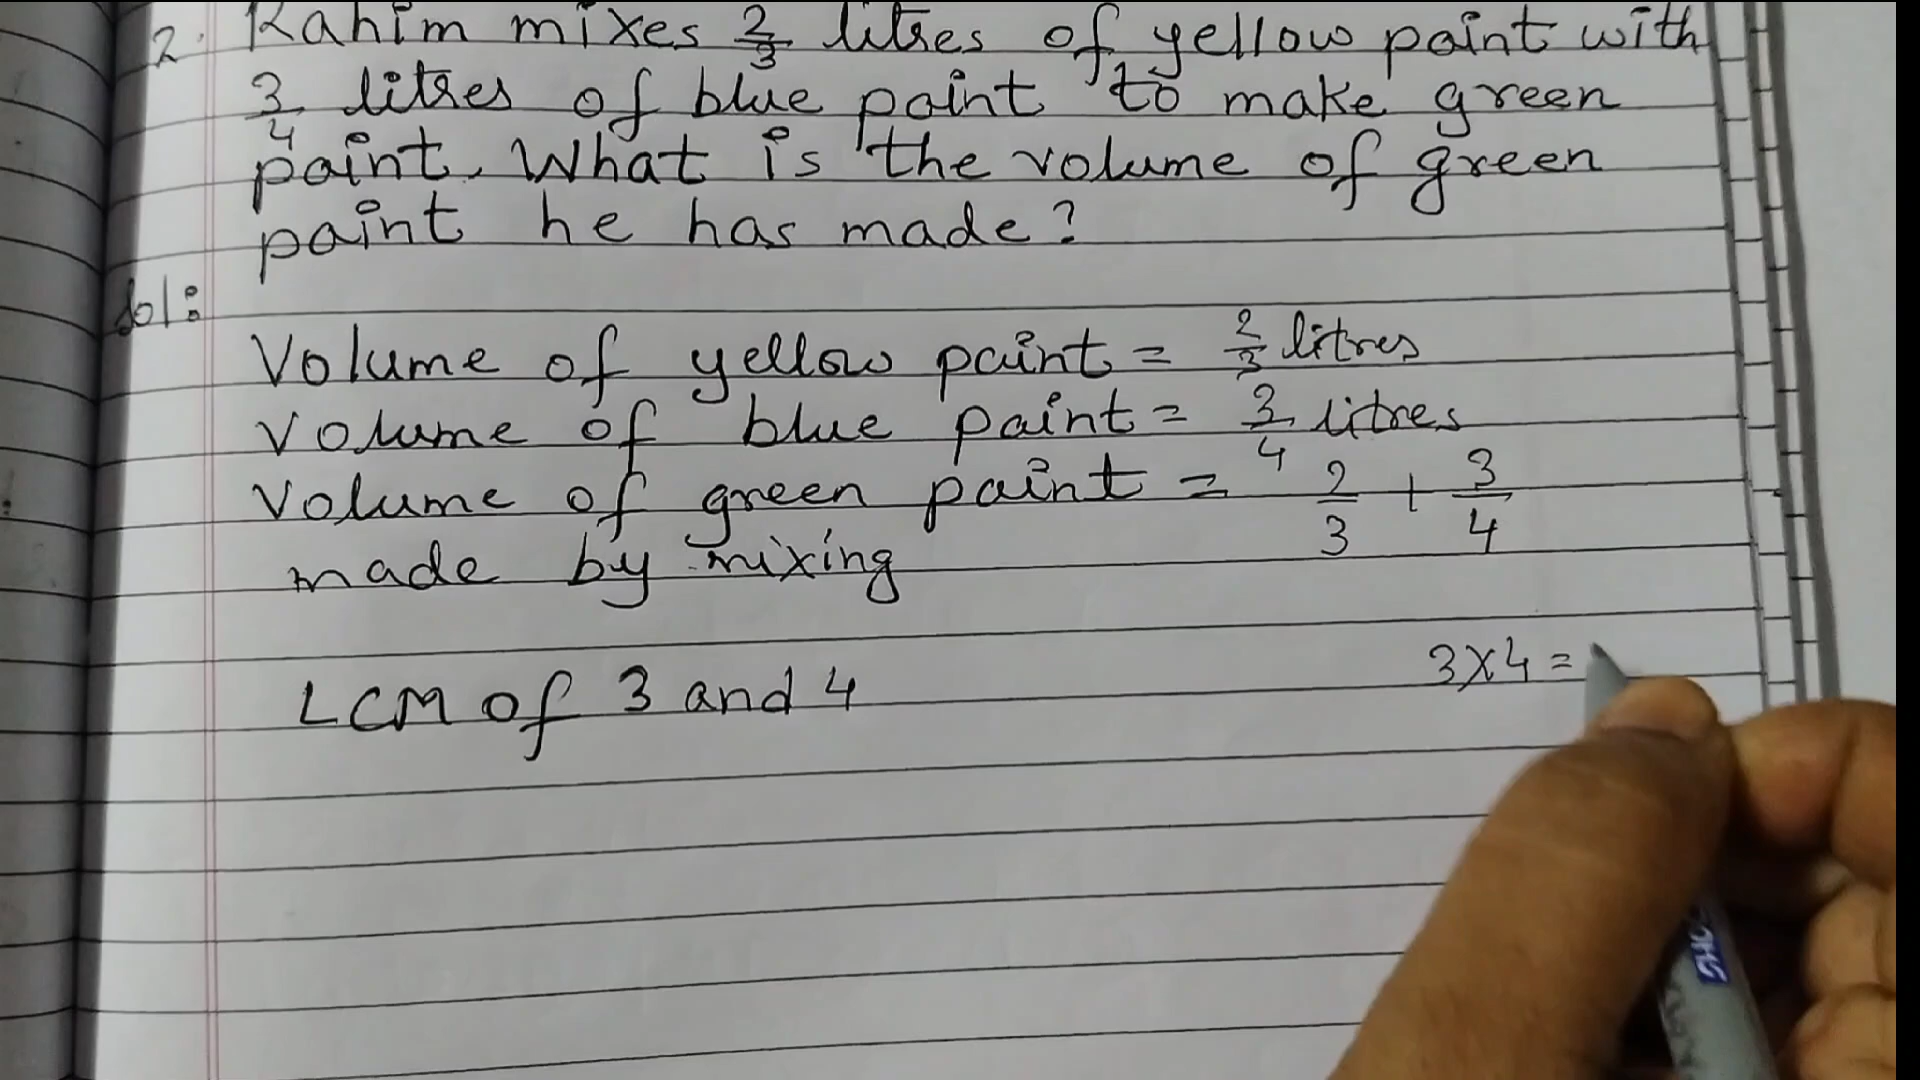 2. Rahim mixes 2/3 litres of yellow paint with
3/4 litres of blue paint to make green
paint. What is the volume of green
paint he has made?
Sol:
Volume of yellow paint = 2/3 litres
Volume of blue paint = 3/4 litres
Volume of green paint = 2/3 + 3/4
made by mixing
3×4 =
LCM of 3 and 4